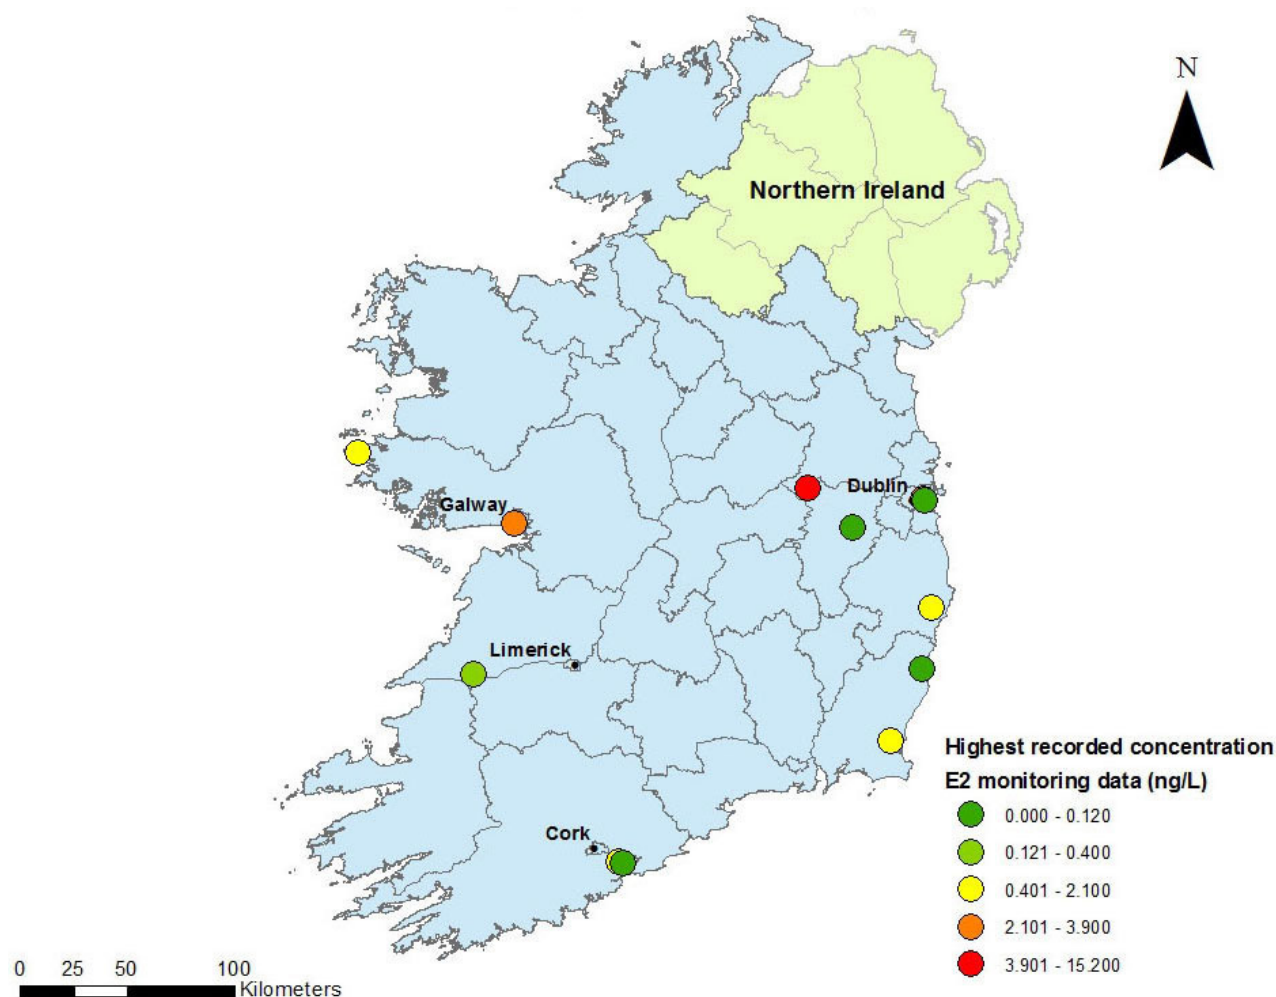 N
Northern Ireland
Dublin
Galway
Limerick
Cork
Highest recorded concentration
E2 monitoring data (ng/L)
0.000 - 0.120
0.121 - 0.400
0.401 - 2.100
2.101 - 3.900
3.901 - 15.200
0 25 50 100
Kilometers